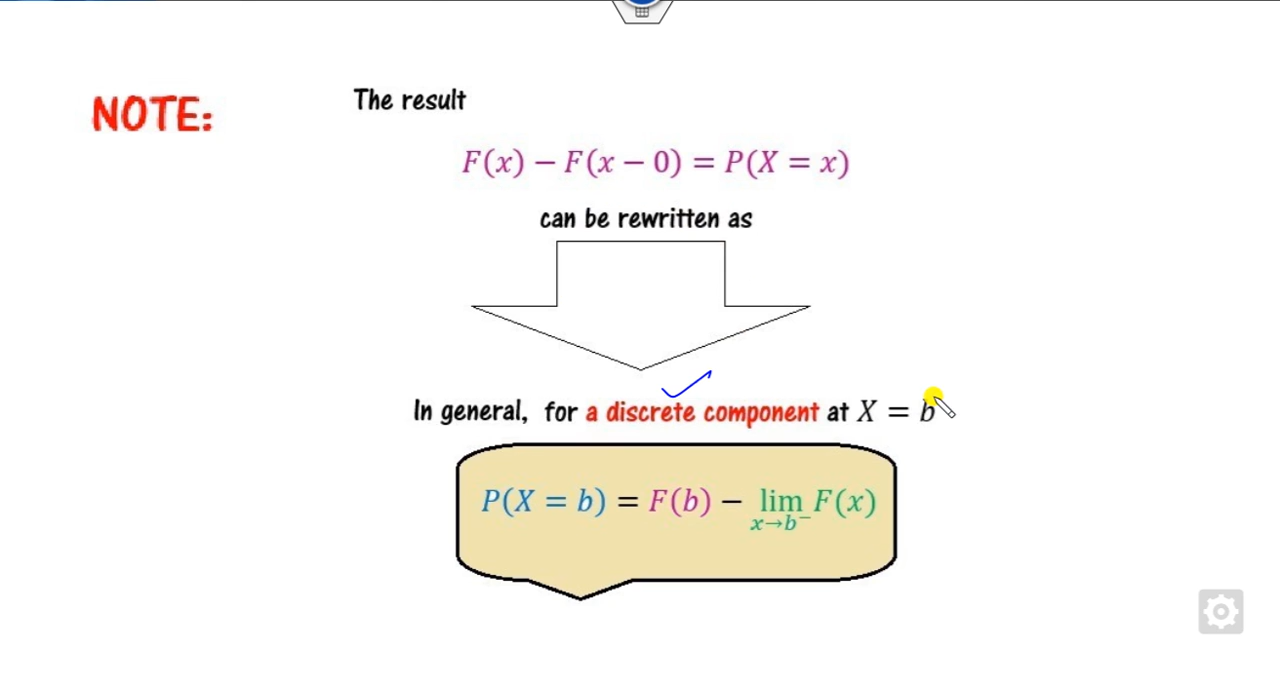 NOTE:
The result
F(x) − F(x − 0) = P(X = x)
can be rewritten as
In general, for a discrete component at X = b
P(X = b) = F(b) − lim F(x)
x→b⁻